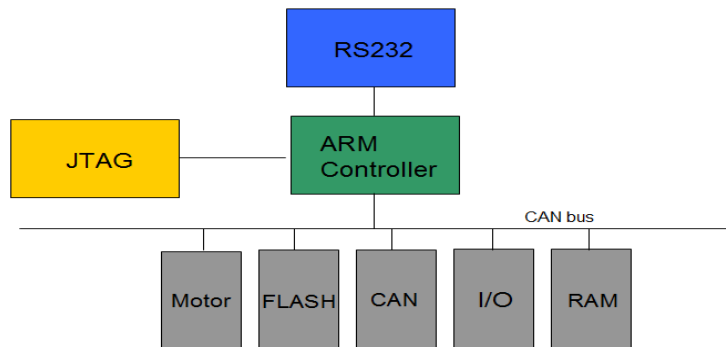 RS232
JTAG
ARM
Controller
CAN bus
Motor
FLASH
CAN
I/O
RAM